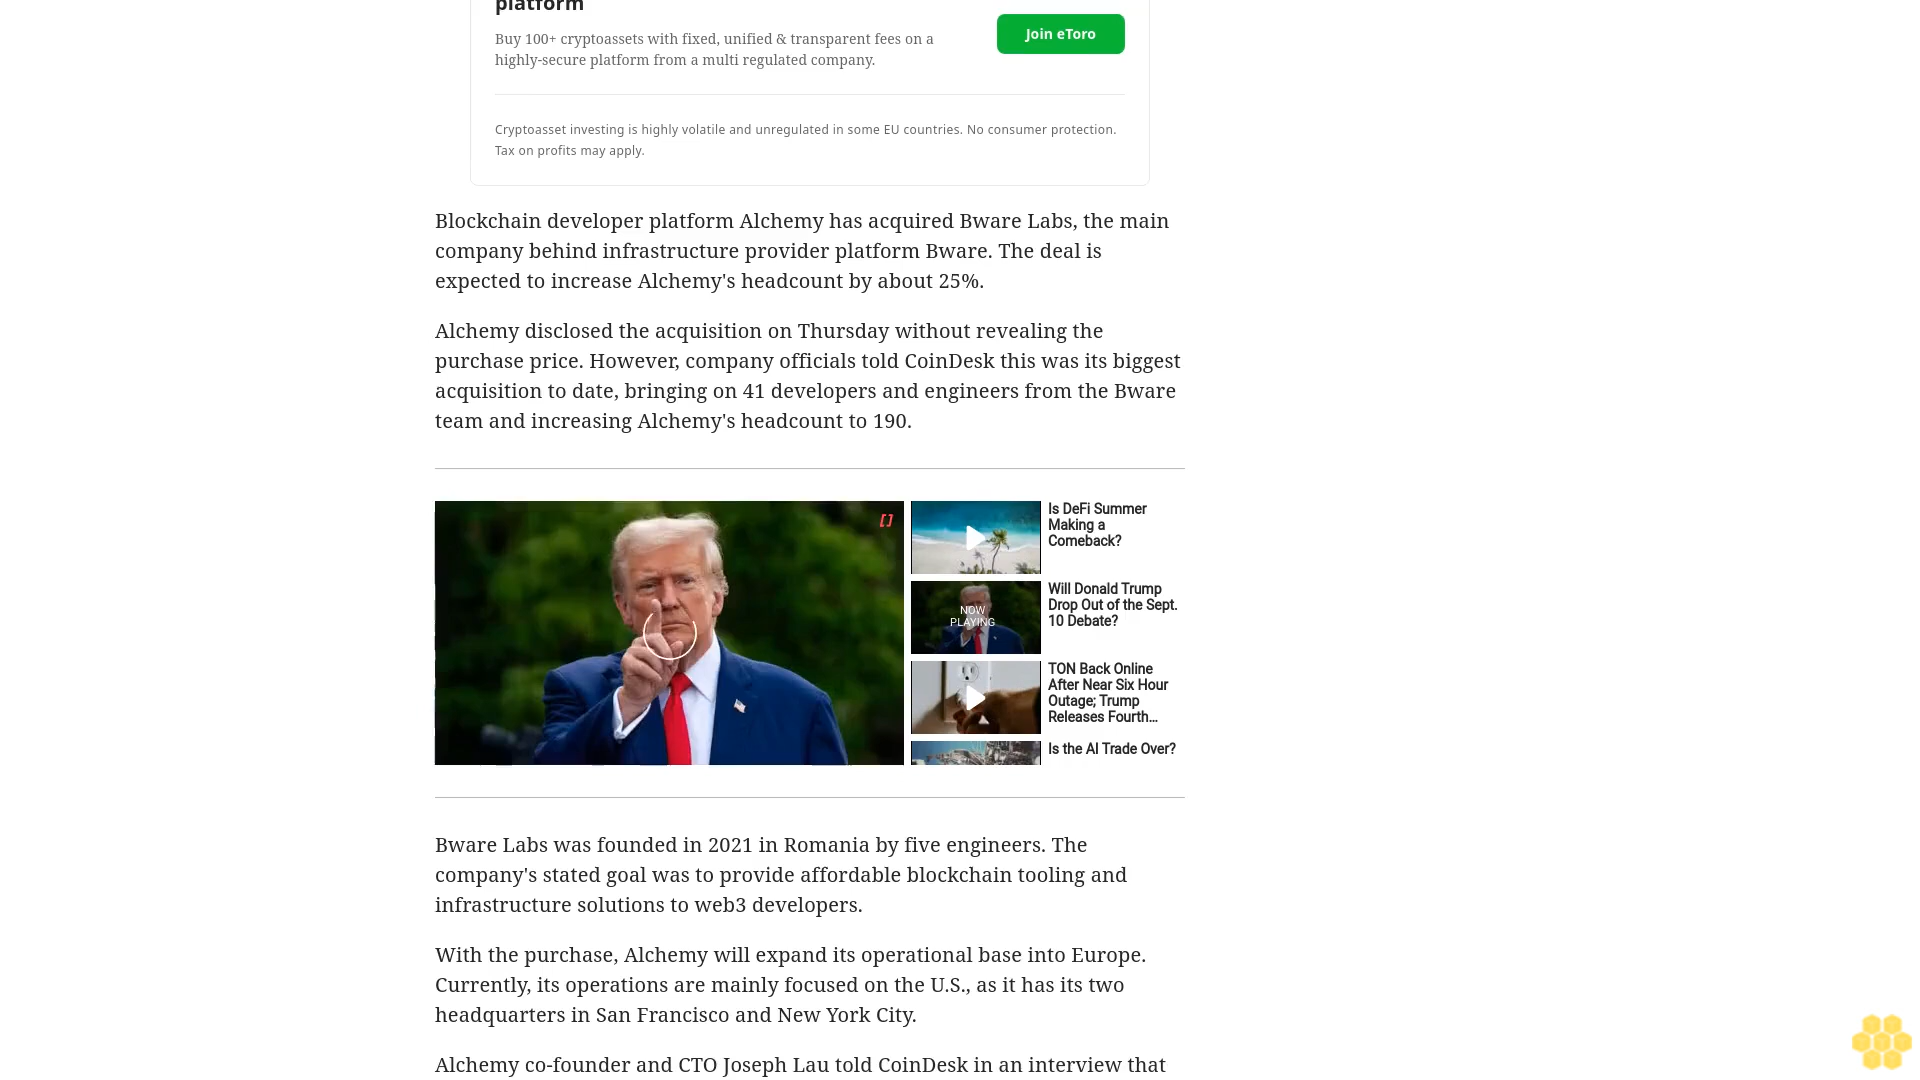 platform
Buy 100+ cryptoassets with fixed, unified & transparent fees on a
highly-secure platform from a multi regulated company.
Join eToro
Cryptoasset investing is highly volatile and unregulated in some EU countries. No consumer protection.
Tax on profits may apply.
Blockchain developer platform Alchemy has acquired Bware Labs, the main
company behind infrastructure provider platform Bware. The deal is
expected to increase Alchemy's headcount by about 25%.
Alchemy disclosed the acquisition on Thursday without revealing the
purchase price. However, company officials told CoinDesk this was its biggest
acquisition to date, bringing on 41 developers and engineers from the Bware
team and increasing Alchemy's headcount to 190.
Is DeFi Summer
Making a
Comeback?
NOW
PLAYING
Will Donald Trump
Drop Out of the Sept.
10 Debate?
TON Back Online
After Near Six Hour
Outage; Trump
Releases Fourth...
Is the AI Trade Over?
Bware Labs was founded in 2021 in Romania by five engineers. The
company's stated goal was to provide affordable blockchain tooling and
infrastructure solutions to web3 developers.
With the purchase, Alchemy will expand its operational base into Europe.
Currently, its operations are mainly focused on the U.S., as it has its two
headquarters in San Francisco and New York City.
Alchemy co-founder and CTO Joseph Lau told CoinDesk in an interview that